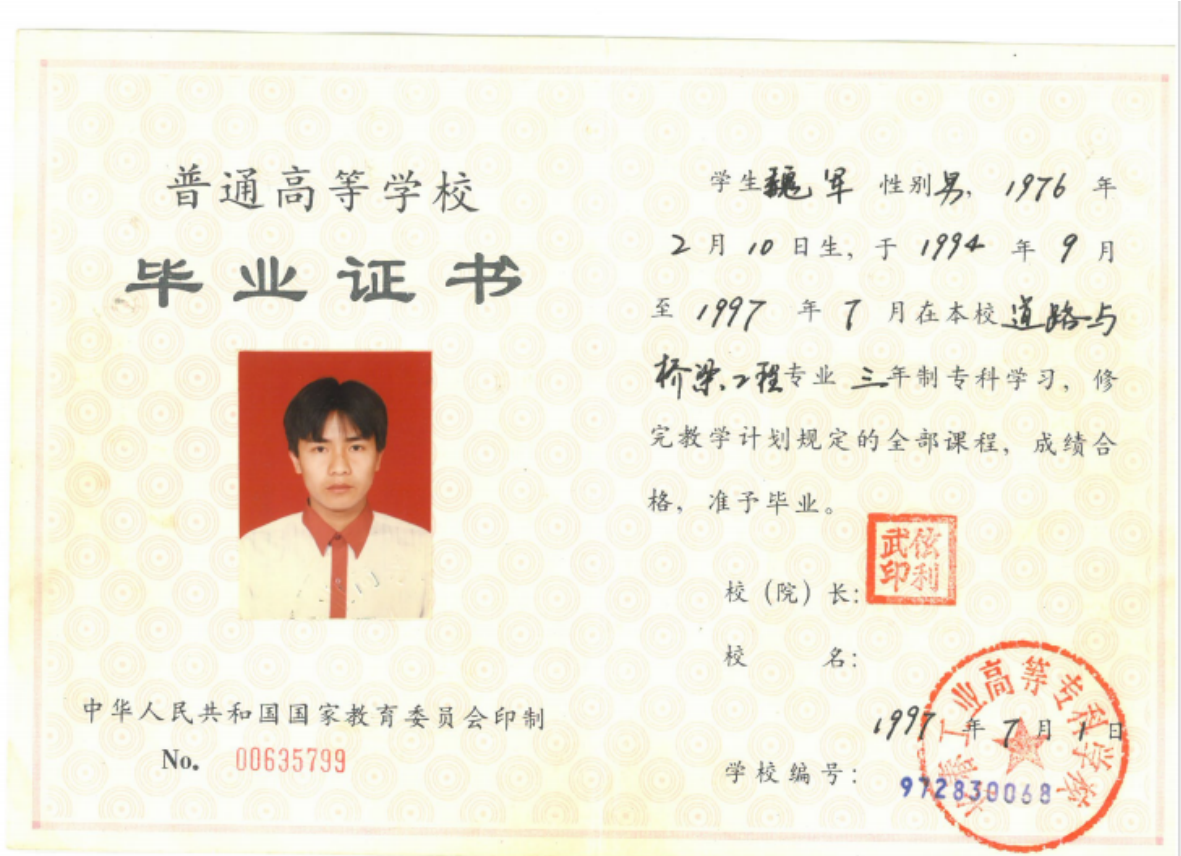 普通高等学校
毕业证书
中华人民共和国国家教育委员会印制
No. 00635799
学生魏军 性别男, 1976 年
2 月 10 日生, 于 1994 年 9 月
至 1997 年 7 月在本校道路与
桥梁工程专业 三年制专科学习, 修
完教学计划规定的全部课程, 成绩合
格, 准予毕业。
校(院)长:
武印
校 名:
长春工业高等专科学校
1997 年 7 月 1 日
学校编号: 972830068